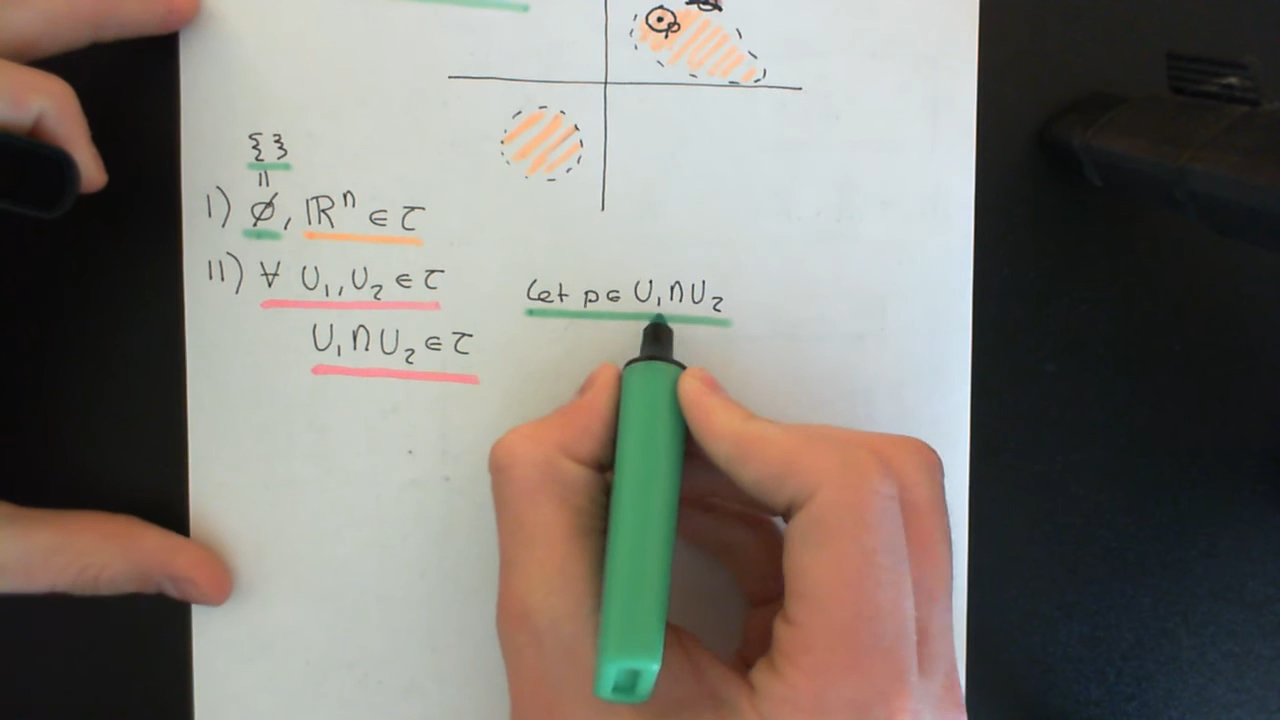 { }
=
I) ∅, ℝⁿ ∈ τ
II) ∀ U₁, U₂ ∈ τ
U₁ ∩ U₂ ∈ τ
Let p ∈ U₁ ∩ U₂